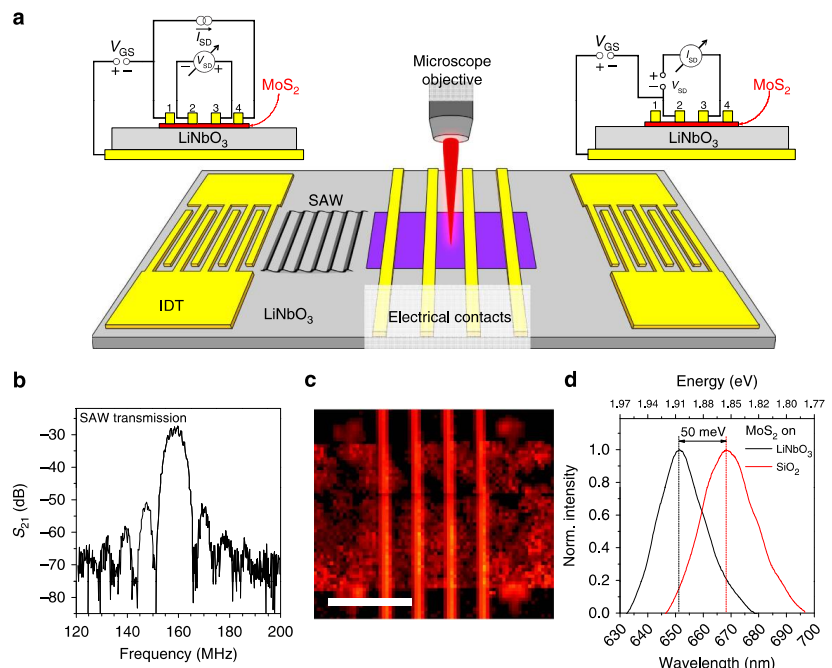 a
V_GS
+ −
I_SD
− V_SD +
MoS₂
1 2 3 4
LiNbO₃
Microscope
objective
V_GS
+ −
I_SD
+
− V_SD
MoS₂
1 2 3 4
LiNbO₃
SAW
IDT
LiNbO₃
Electrical contacts
b
SAW transmission
S₂₁ (dB)
−30
−40
−50
−60
−70
−80
120 140 160 180 200
Frequency (MHz)
c
d
Energy (eV)
1.97 1.94 1.91 1.88 1.85 1.82 1.80 1.77
50 meV
MoS₂ on
LiNbO₃
SiO₂
Norm. intensity
1.0
0.8
0.6
0.4
0.2
0.0
630 640 650 660 670 680 690 700
Wavelength (nm)